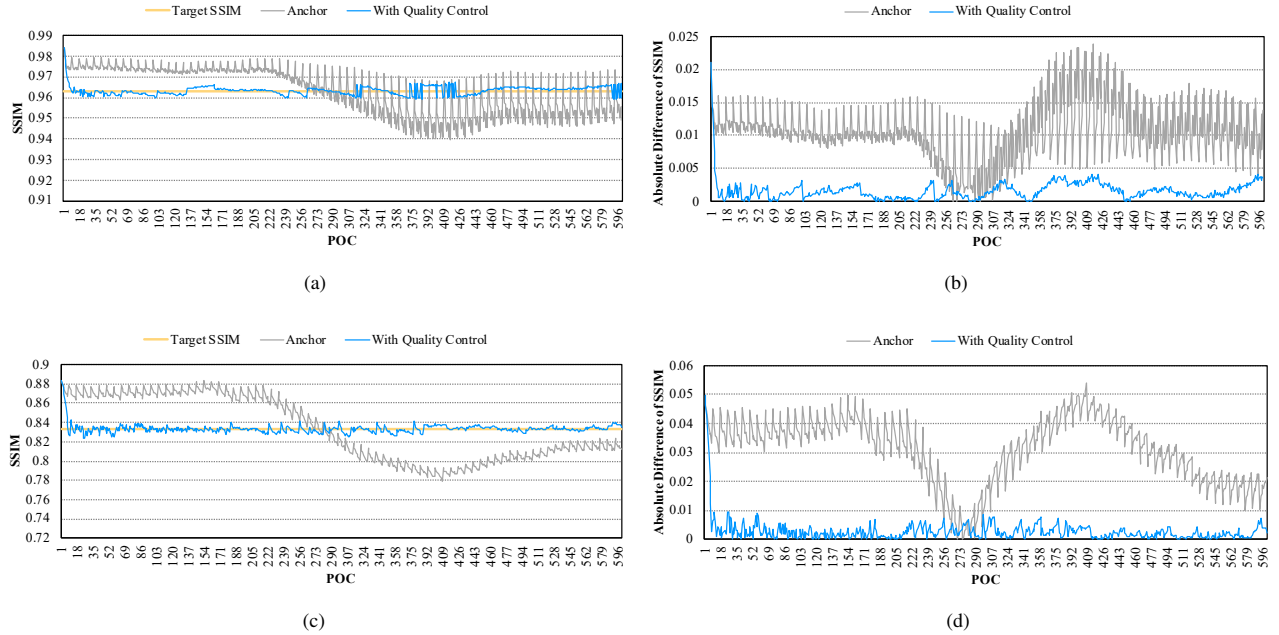 Target SSIM Anchor With Quality Control
0.99
0.98
0.97
0.96
0.95
0.94
0.93
0.92
0.91
SSIM
1 18 35 52 69 86 103 120 137 154 171 188 205 222 239 256 273 290 307 324 341 358 375 392 409 426 443 460 477 494 511 528 545 562 579 596
POC
(a)
Anchor With Quality Control
0.025
0.02
0.015
0.01
0.005
0
Absolute Difference of SSIM
1 18 35 52 69 86 103 120 137 154 171 188 205 222 239 256 273 290 307 324 341 358 375 392 409 426 443 460 477 494 511 528 545 562 579 596
POC
(b)
Target SSIM Anchor With Quality Control
0.9
0.88
0.86
0.84
0.82
0.8
0.78
0.76
0.74
0.72
SSIM
1 18 35 52 69 86 103 120 137 154 171 188 205 222 239 256 273 290 307 324 341 358 375 392 409 426 443 460 477 494 511 528 545 562 579 596
POC
(c)
Anchor With Quality Control
0.06
0.05
0.04
0.03
0.02
0.01
0
Absolute Difference of SSIM
1 18 35 52 69 86 103 120 137 154 171 188 205 222 239 256 273 290 307 324 341 358 375 392 409 426 443 460 477 494 511 528 545 562 579 596
POC
(d)